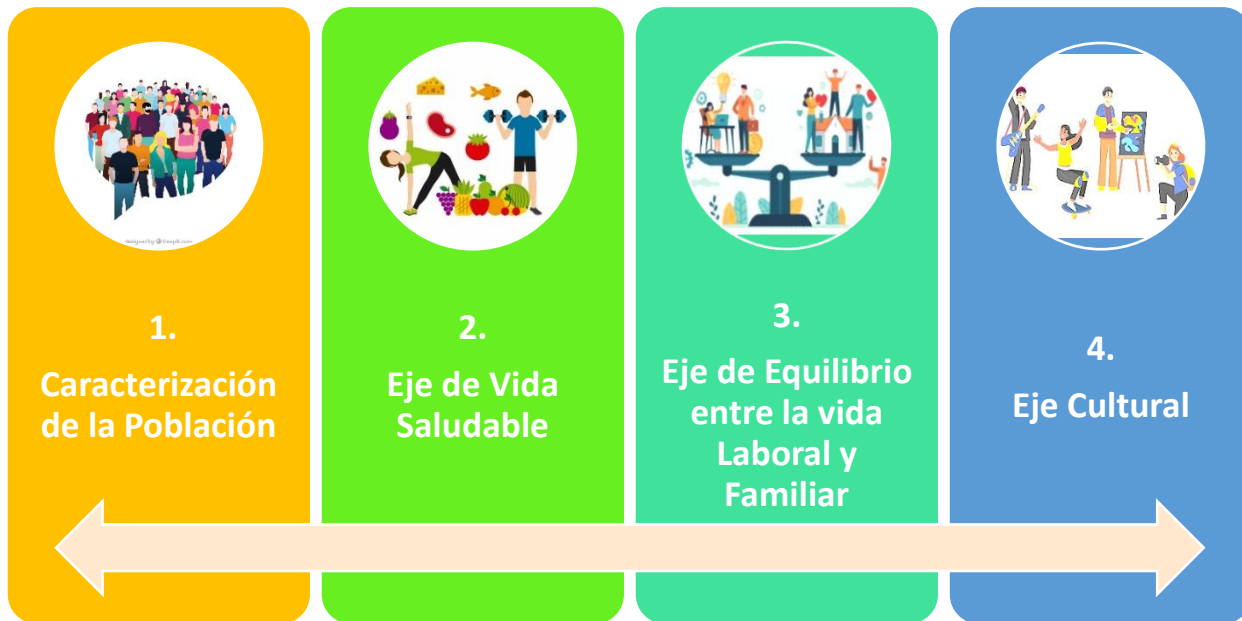 1.
Caracterización
de la Población
2.
Eje de Vida
Saludable
3.
Eje de Equilibrio
entre la vida
Laboral y
Familiar
4.
Eje Cultural